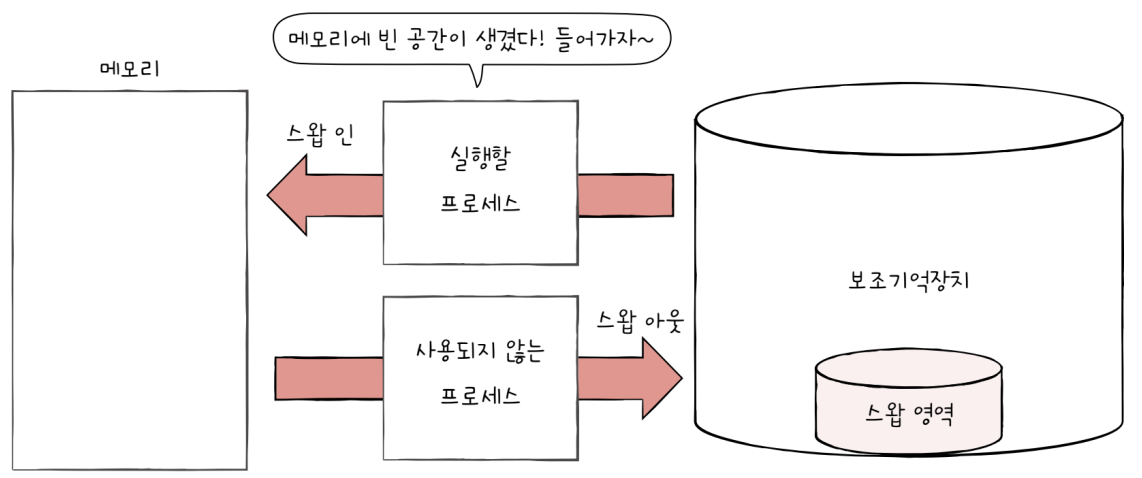 메모리에 빈 공간이 생겼다! 들어가자~
메모리
스왑 인
실행할
프로세스
보조기억장치
스왑 아웃
사용되지 않는
프로세스
스왑 영역